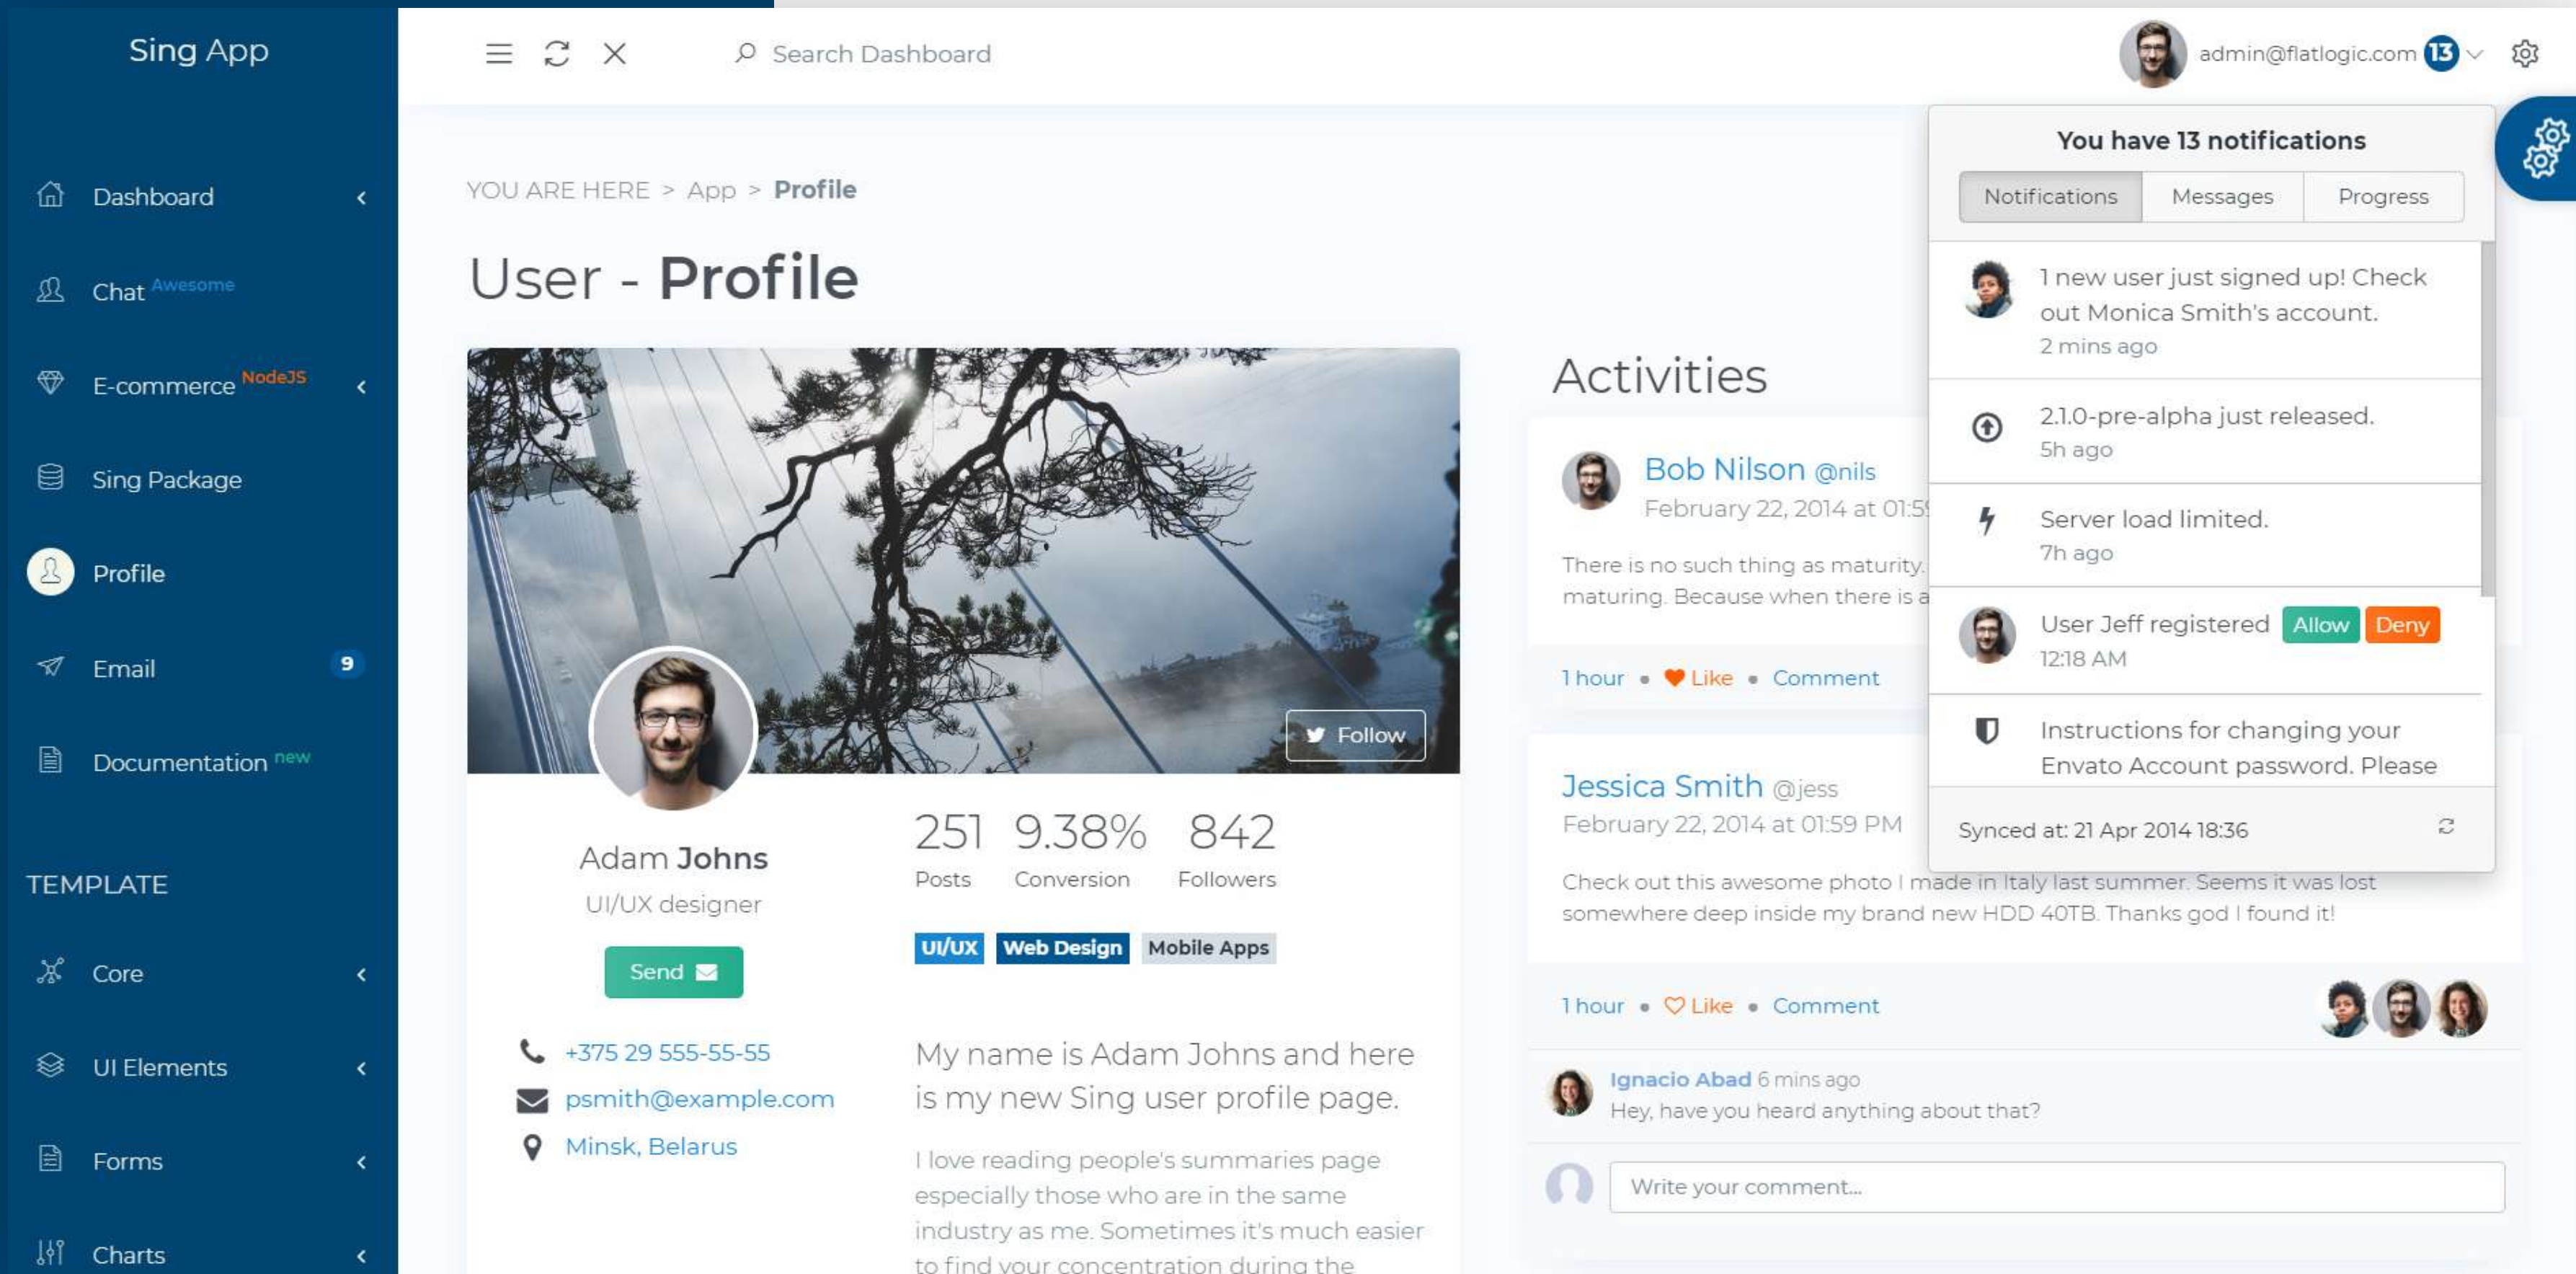 Sing App
Search Dashboard
admin@flatlogic.com 13
Dashboard
Chat Awesome
E-commerce NodeJS
Sing Package
Profile
Email 9
Documentation new
TEMPLATE
Core
UI Elements
Forms
Charts
YOU ARE HERE > App > Profile
User - Profile
Follow
Adam Johns
UI/UX designer
Send
+375 29 555-55-55
psmith@example.com
Minsk, Belarus
251 9.38% 842
Posts Conversion Followers
UI/UX Web Design Mobile Apps
My name is Adam Johns and here
is my new Sing user profile page.
I love reading people's summaries page
especially those who are in the same
industry as me. Sometimes it's much easier
to find your concentration during the
Activities
Bob Nilson @nils
February 22, 2014 at 01:59
There is no such thing as maturity.
maturing. Because when there is a
1 hour • Like • Comment
Jessica Smith @jess
February 22, 2014 at 01:59 PM
Check out this awesome photo I made in Italy last summer. Seems it was lost
somewhere deep inside my brand new HDD 40TB. Thanks god I found it!
1 hour • Like • Comment
Ignacio Abad 6 mins ago
Hey, have you heard anything about that?
Write your comment...
You have 13 notifications
Notifications Messages Progress
1 new user just signed up! Check
out Monica Smith's account.
2 mins ago
2.1.0-pre-alpha just released.
5h ago
Server load limited.
7h ago
User Jeff registered Allow Deny
12:18 AM
Instructions for changing your
Envato Account password. Please
Synced at: 21 Apr 2014 18:36